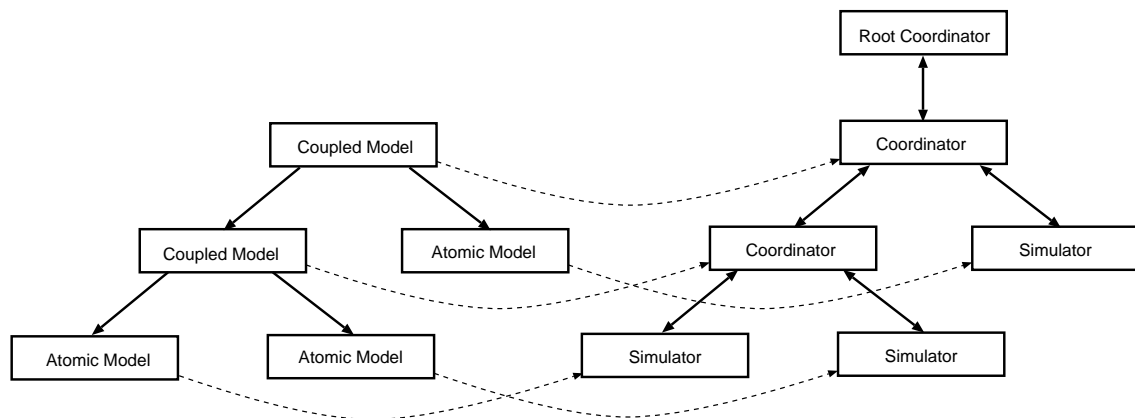 Root Coordinator
Coupled Model
Coordinator
Coupled Model
Atomic Model
Coordinator
Simulator
Atomic Model
Atomic Model
Simulator
Simulator